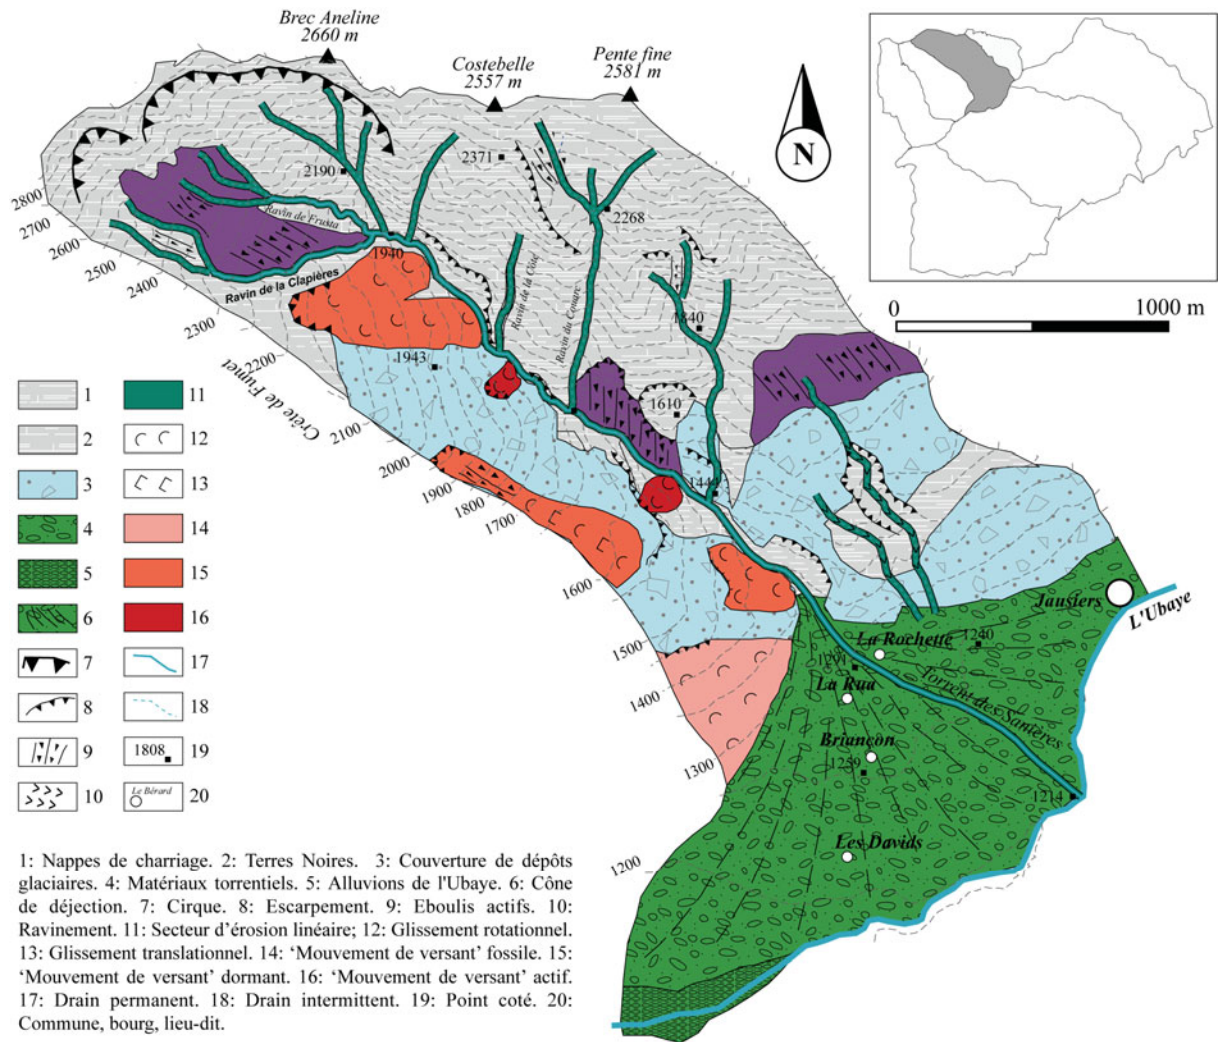 Brec Aneline
2660 m
Costebelle
2557 m
Pente fine
2581 m
N
0
1000 m
2371
2190
2268
2800
2700
2600
2500
2400
2300
2200
2100
2000
1900
1800
1700
1600
1500
1400
1300
1200
Ravin de Frusta
1940
Ravin de la Clapières
Ravin de la Côte
Ravin du Couarc
1840
1943
Crête de Fumet
1610
1444
Jausiers
L'Ubaye
La Rochette
1240
1291
La Rua
Torrent des Sanières
Briançon
1259
1214
Les Davids
1
2
3
4
5
6
7
8
9
10
11
12
13
14
15
16
17
18
1808
19
Le Bérard
20
1: Nappes de charriage. 2: Terres Noires. 3: Couverture de dépôts
glaciaires. 4: Matériaux torrentiels. 5: Alluvions de l'Ubaye. 6: Cône
de déjection. 7: Cirque. 8: Escarpement. 9: Eboulis actifs. 10:
Ravinement. 11: Secteur d'érosion linéaire; 12: Glissement rotationnel.
13: Glissement translationnel. 14: ‘Mouvement de versant’ fossile. 15:
‘Mouvement de versant’ dormant. 16: ‘Mouvement de versant’ actif.
17: Drain permanent. 18: Drain intermittent. 19: Point coté. 20:
Commune, bourg, lieu-dit.